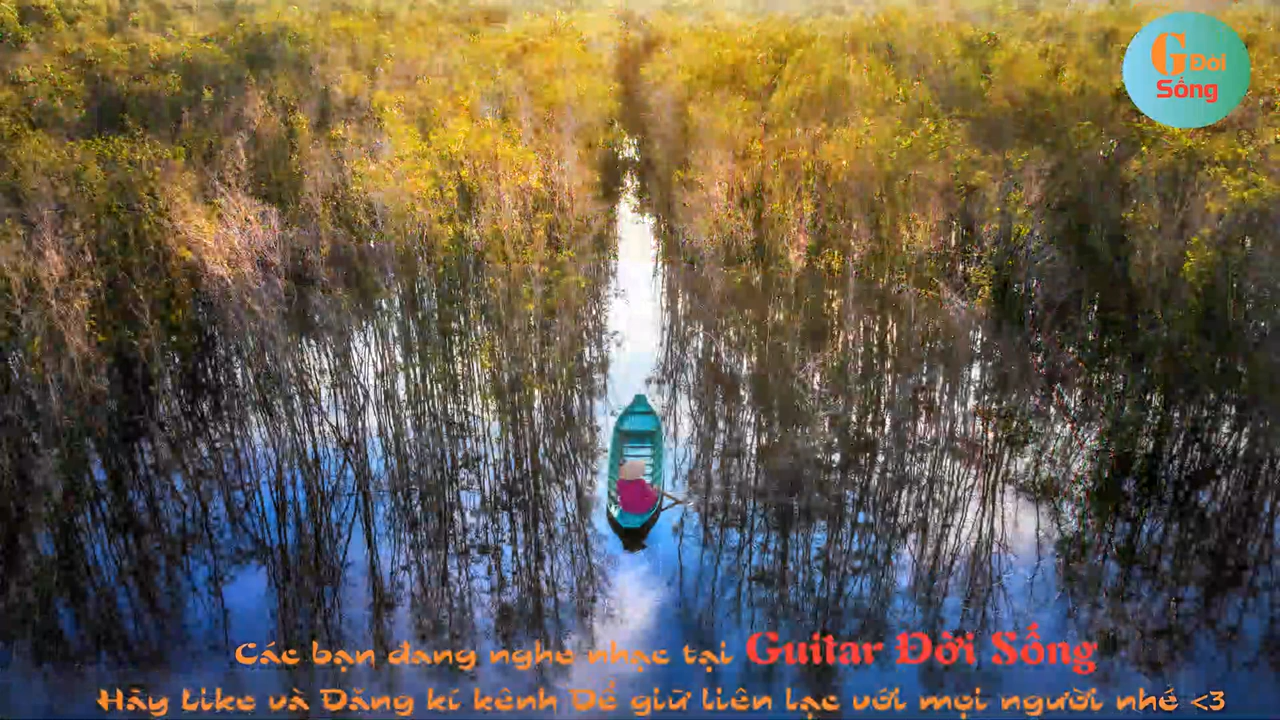 G Đời
Sống
Các bạn đang nghe nhạc tại Guitar Đời Sống
Hãy Like và Đăng kí kênh Để giữ liên lạc với mọi người nhé <3